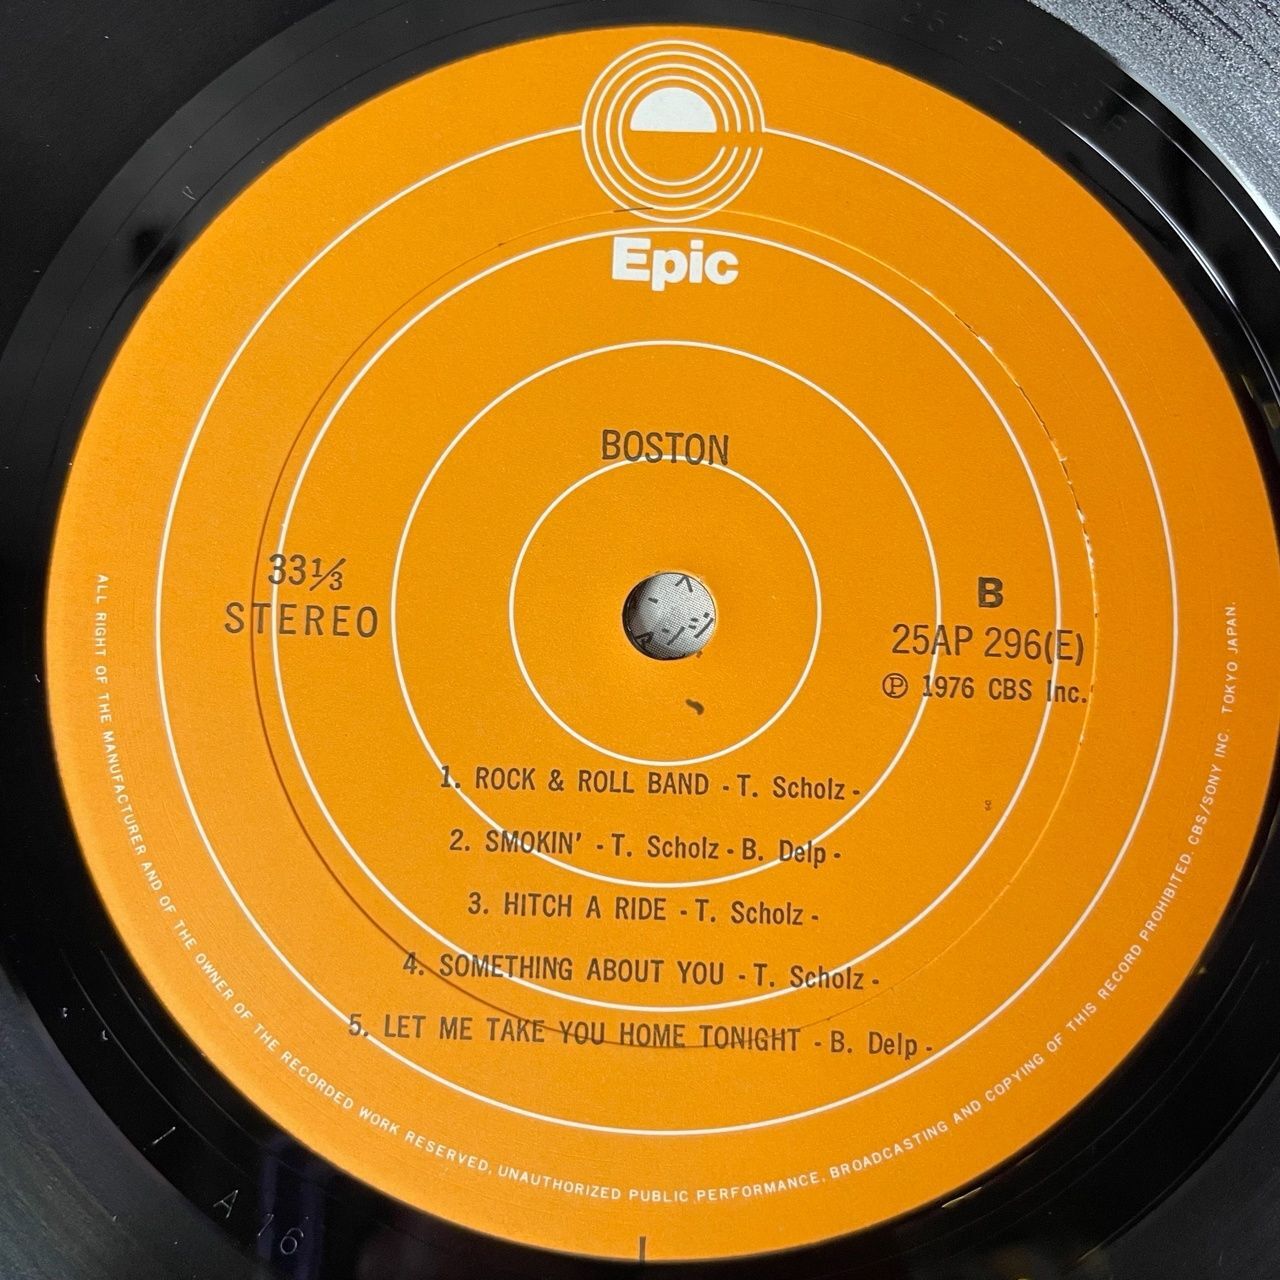 Epic
BOSTON
33⅓
STEREO
B
25AP 296(E)
Ⓟ 1976 CBS Inc.
1. ROCK & ROLL BAND - T. Scholz -
2. SMOKIN' - T. Scholz - B. Delp -
3. HITCH A RIDE - T. Scholz -
4. SOMETHING ABOUT YOU - T. Scholz -
5. LET ME TAKE YOU HOME TONIGHT - B. Delp -
ALL RIGHT OF THE MANUFACTURER AND OF THE OWNER OF THE RECORDED WORK RESERVED, UNAUTHORIZED PUBLIC PERFORMANCE, BROADCASTING AND COPYING OF THIS RECORD PROHIBITED. CBS/SONY INC. TOKYO JAPAN.
1 A 16